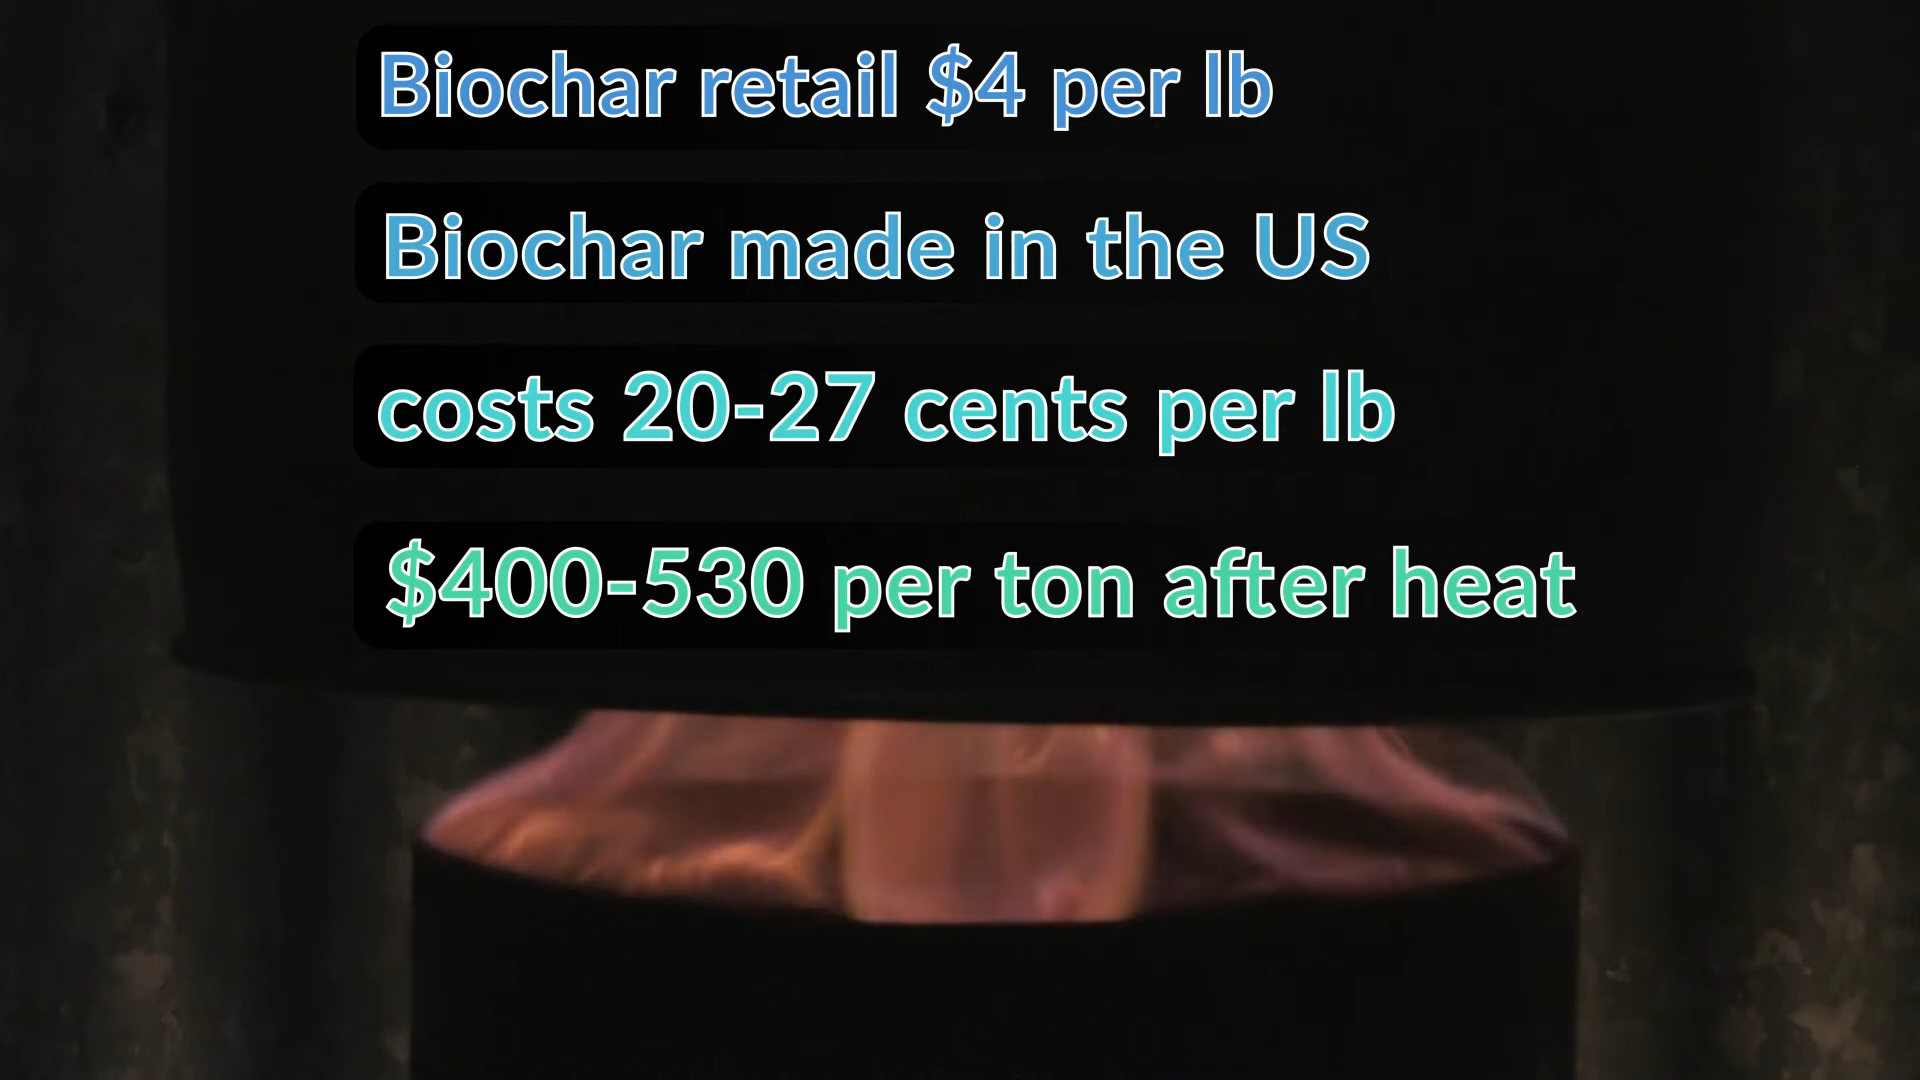 Biochar retail $4 per lb
Biochar made in the US
costs 20-27 cents per lb
$400-530 per ton after heat